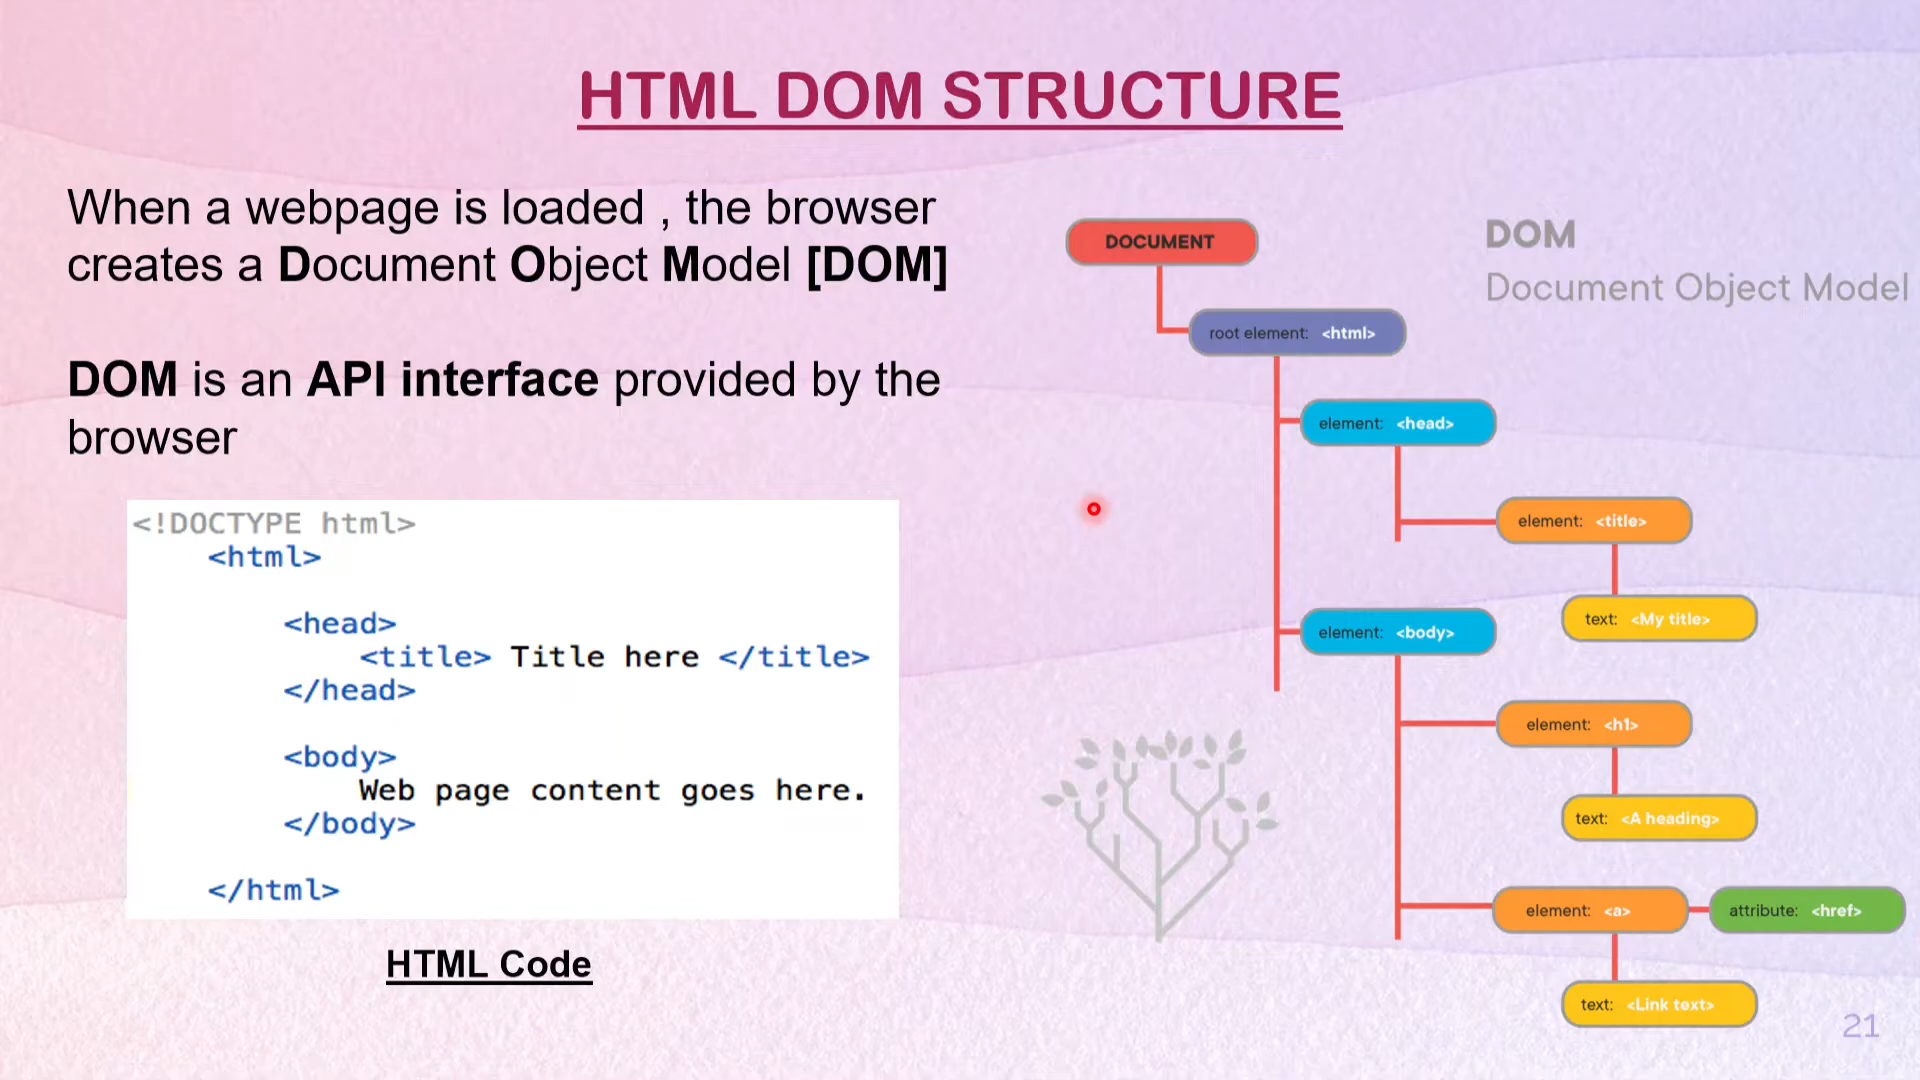 HTML DOM STRUCTURE
When a webpage is loaded , the browser
creates a Document Object Model [DOM]
DOM is an API interface provided by the
browser
<!DOCTYPE html>
<html>
<head>
<title> Title here </title>
</head>
<body>
Web page content goes here.
</body>
</html>
HTML Code
DOM
Document Object Model
DOCUMENT
root element: <html>
element: <head>
element: <title>
text: <My title>
element: <body>
element: <h1>
text: <A heading>
element: <a>
attribute: <href>
text: <Link text>
21